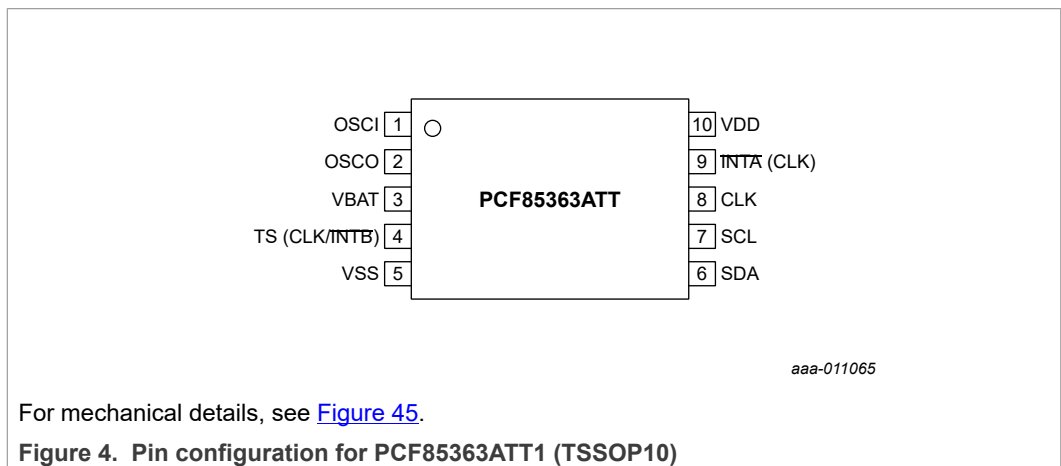 OSCI 1
OSCO 2
VBAT 3
TS (CLK/INTB) 4
VSS 5
PCF85363ATT
10 VDD
9 INTA (CLK)
8 CLK
7 SCL
6 SDA
aaa-011065
For mechanical details, see Figure 45.
Figure 4. Pin configuration for PCF85363ATT1 (TSSOP10)